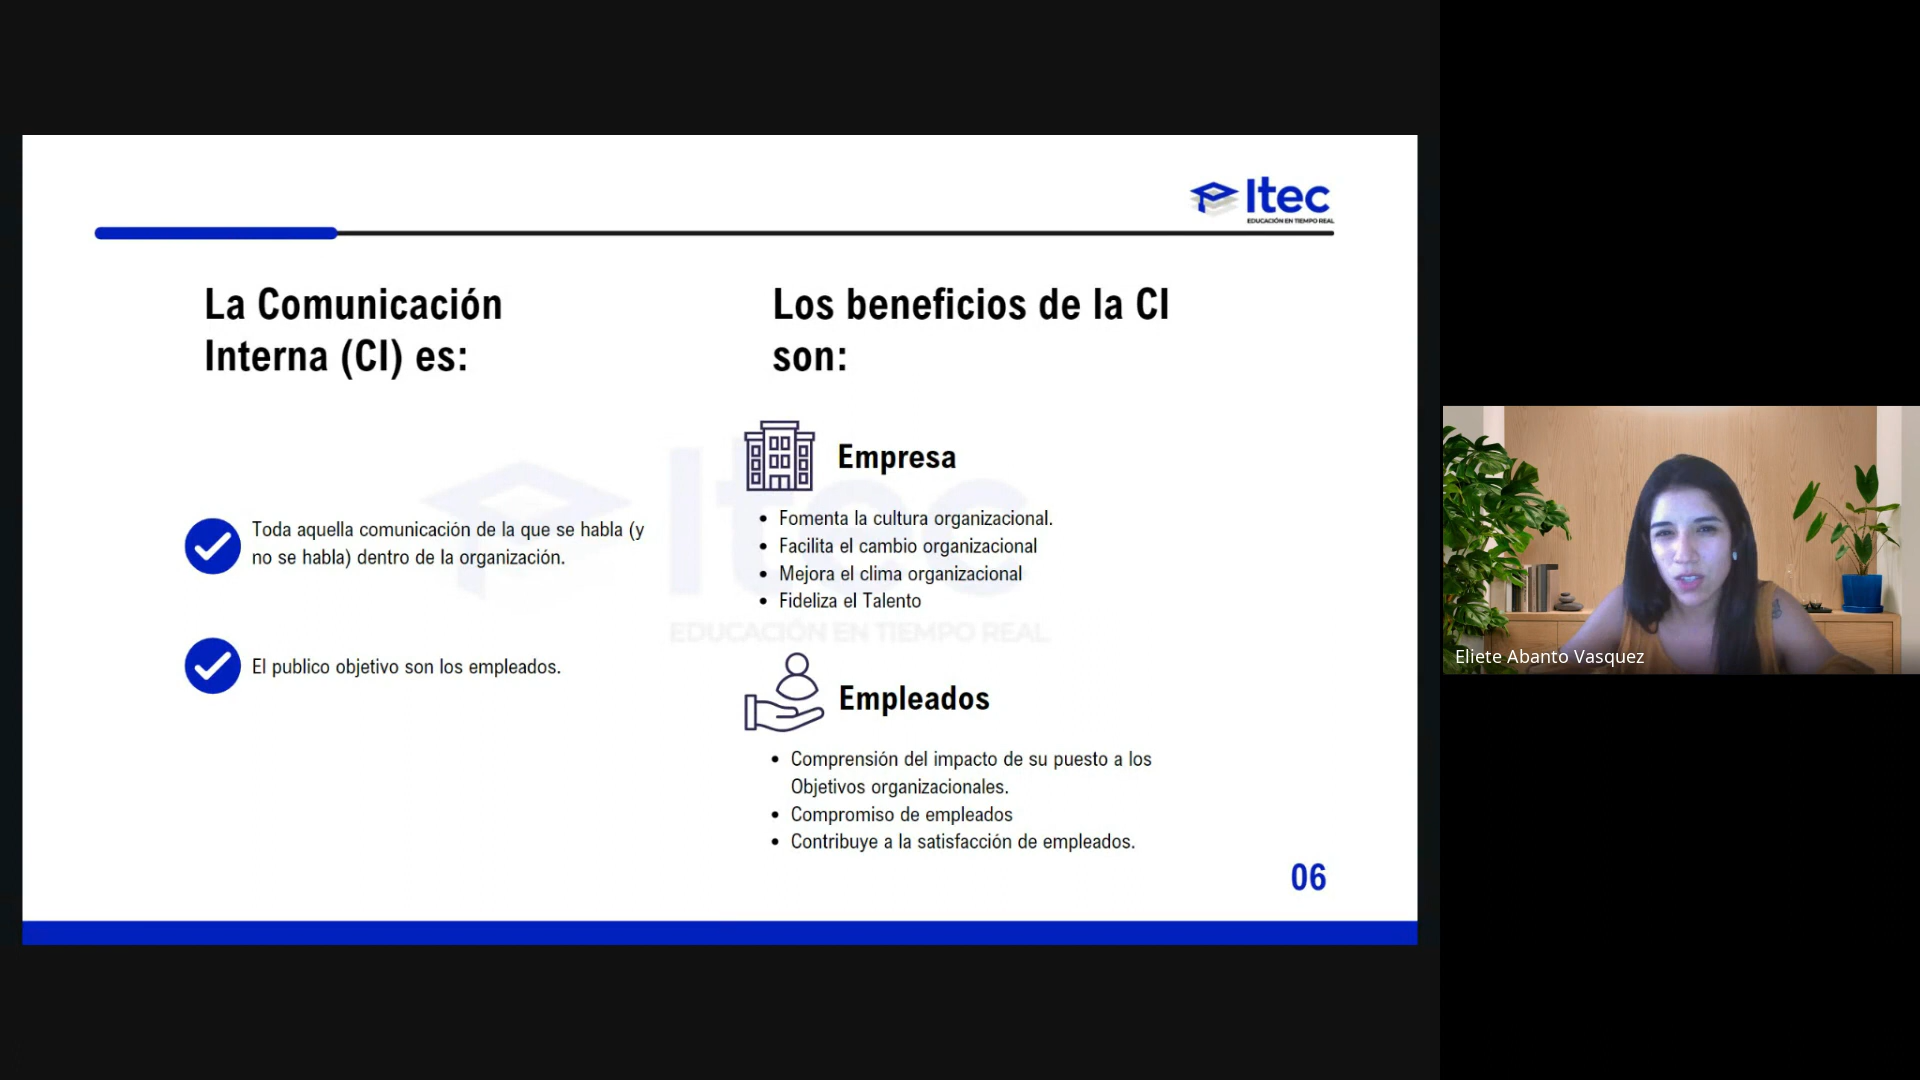 Itec
EDUCACIÓN EN TIEMPO REAL
La Comunicación
Interna (CI) es:
Toda aquella comunicación de la que se habla (y
no se habla) dentro de la organización.
El publico objetivo son los empleados.
Los beneficios de la CI
son:
Empresa
• Fomenta la cultura organizacional.
• Facilita el cambio organizacional
• Mejora el clima organizacional
• Fideliza el Talento
Itec
EDUCACIÓN EN TIEMPO REAL
Empleados
• Comprensión del impacto de su puesto a los
Objetivos organizacionales.
• Compromiso de empleados
• Contribuye a la satisfacción de empleados.
06
Eliete Abanto Vasquez